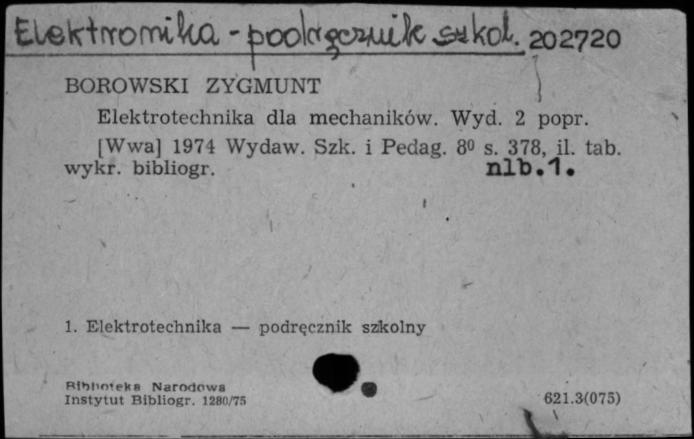 Elektronika - podręcznik szkol. 202720
BOROWSKI ZYGMUNT
Elektrotechnika dla mechaników. Wyd. 2 popr.
[Wwa] 1974 Wydaw. Szk. i Pedag. 8⁰ s. 378, il. tab.
wykr. bibliogr. nlb.1.
1. Elektrotechnika — podręcznik szkolny
Biblioteka Narodowa
Instytut Bibliogr. 1280/75
621.3(075)